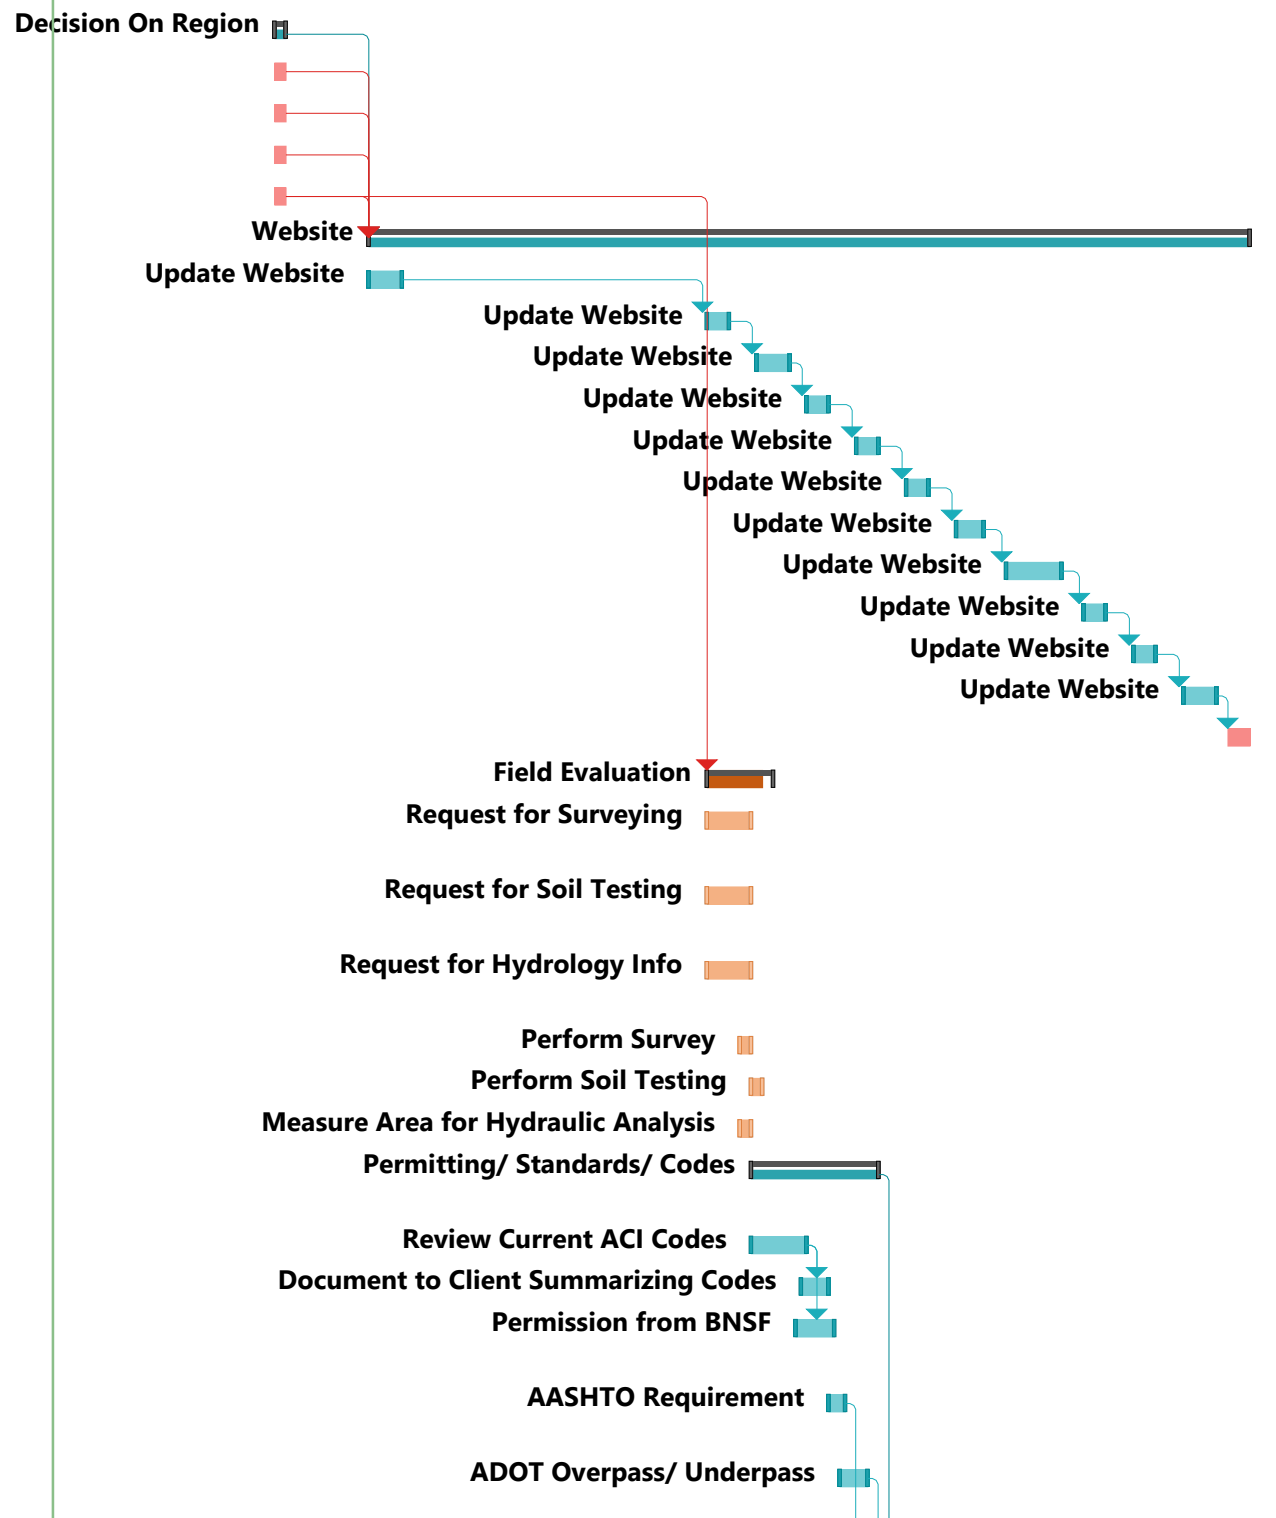 Decision On Region
Website
Update Website
Update Website
Update Website
Update Website
Update Website
Update Website
Update Website
Update Website
Update Website
Update Website
Update Website
Field Evaluation
Request for Surveying
Request for Soil Testing
Request for Hydrology Info
Perform Survey
Perform Soil Testing
Measure Area for Hydraulic Analysis
Permitting/ Standards/ Codes
Review Current ACI Codes
Document to Client Summarizing Codes
Permission from BNSF
AASHTO Requirement
ADOT Overpass/ Underpass